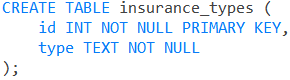 CREATE TABLE insurance_types (
    id INT NOT NULL PRIMARY KEY,
    type TEXT NOT NULL
);